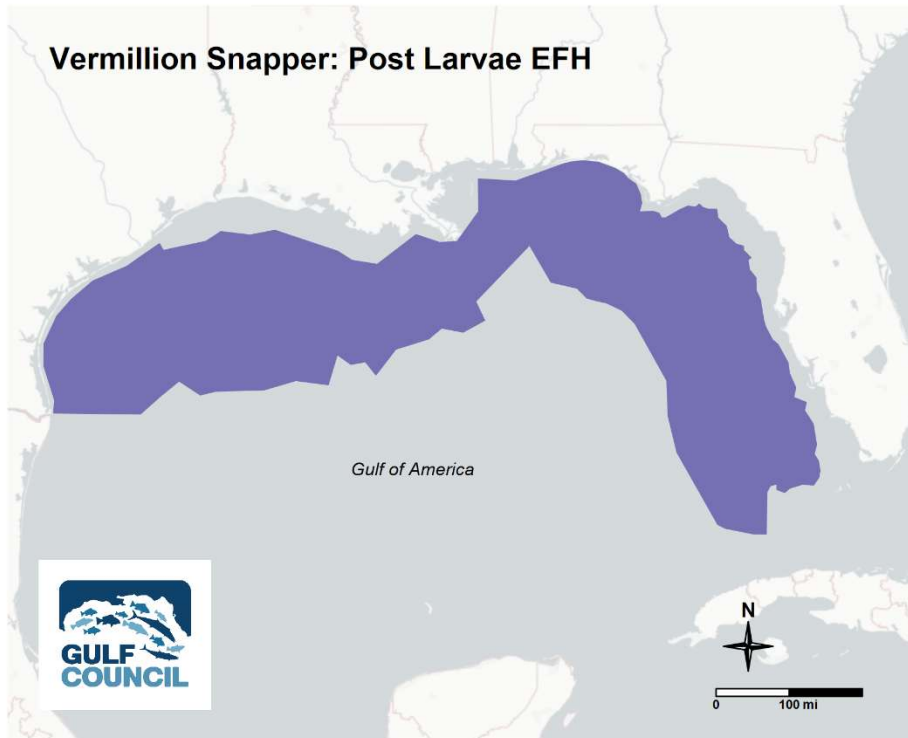 Vermillion Snapper: Post Larvae EFH
Gulf of America
GULF
COUNCIL
N
0 100 mi